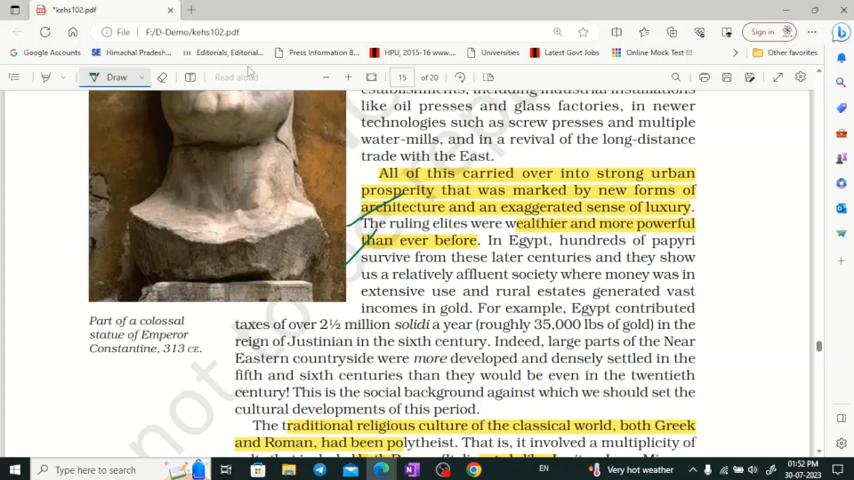 *kehs102.pdf
File F:/D-Demo/kehs102.pdf
Sign in
Google Accounts Himachal Pradesh... Editorials, Editorial... Press Information B... HPU, 2015-16 www.... Universities Latest Govt Jobs Online MCQ Test Other favorites
Draw Read aloud 15 of 20
establishments, including industrial installations
like oil presses and glass factories, in newer
technologies such as screw presses and multiple
water-mills, and in a revival of the long-distance
trade with the East.
All of this carried over into strong urban
prosperity that was marked by new forms of
architecture and an exaggerated sense of luxury.
The ruling elites were wealthier and more powerful
than ever before. In Egypt, hundreds of papyri
survive from these later centuries and they show
us a relatively affluent society where money was in
extensive use and rural estates generated vast
incomes in gold. For example, Egypt contributed
Part of a colossal
statue of Emperor
Constantine, 313 CE.
taxes of over 2½ million solidi a year (roughly 35,000 lbs of gold) in the
reign of Justinian in the sixth century. Indeed, large parts of the Near
Eastern countryside were more developed and densely settled in the
fifth and sixth centuries than they would be even in the twentieth
century! This is the social background against which we should set the
cultural developments of this period.
The traditional religious culture of the classical world, both Greek
and Roman, had been polytheist. That is, it involved a multiplicity of
not to be rep
Type here to search
EN
Very hot weather
01:52 PM
30-07-2023